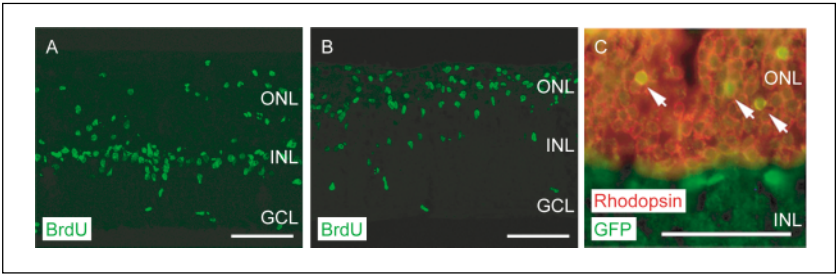 A
ONL
INL
GCL
BrdU
B
ONL
INL
GCL
BrdU
C
ONL
Rhodopsin
GFP
INL